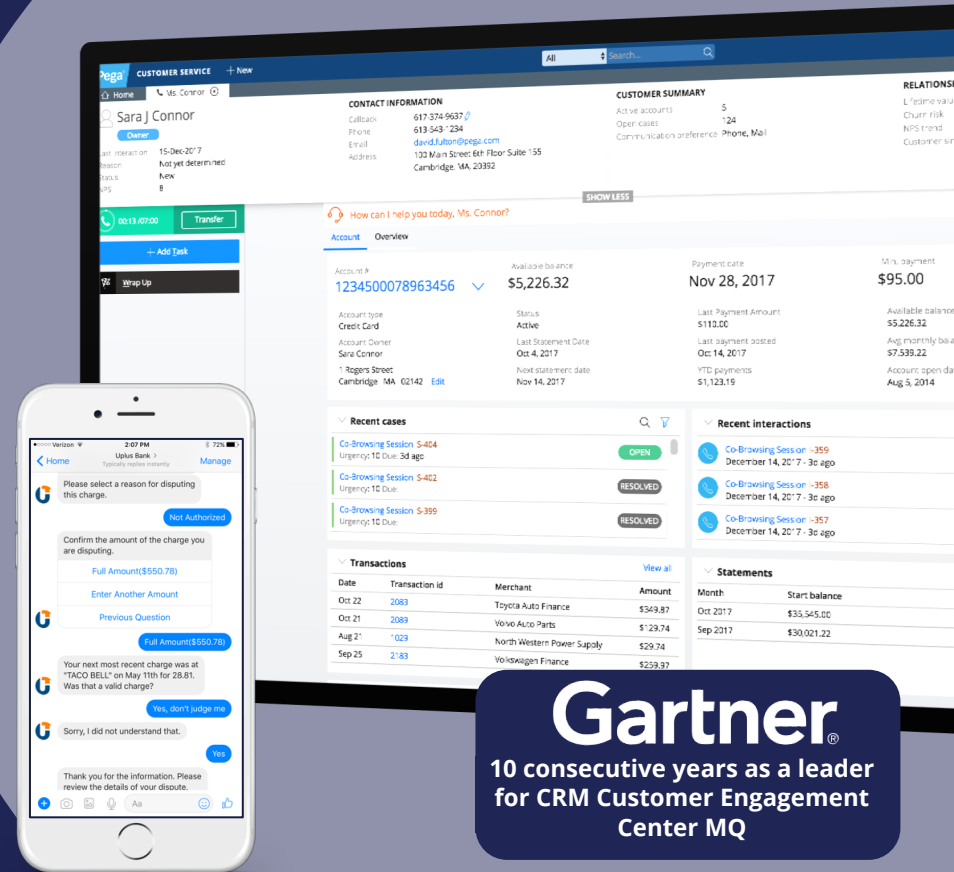 Pega CUSTOMER SERVICE + New
All Search...
Home Ms. Connor
Sara J Connor
Owner
Last interaction 15-Dec-2017
Reason Not yet determined
Status New
NPS 8
CONTACT INFORMATION
Callback 617-374-9637
Phone 613-543-1234
Email david.fulton@pega.com
Address 100 Main Street 6th Floor Suite 155
Cambridge, MA, 20392
CUSTOMER SUMMARY
Active accounts 5
Open cases 124
Communication preference Phone, Mail
Lifetime
Churn risk
NPS trend
Customer
SHOW LESS
00:13 /07:00 Transfer
+ Add Task
Wrap Up
How can I help you today, Ms. Connor?
Account Overview
Account # Available balance Payment date Min. payment
1234500078963456 $5,226.32 Nov 28, 2017 $95.00
Account type Status Last Payment Amount Available balance
Credit Card Active $110.00 $5,226.32
Account Owner Last Statement Date Last payment posted Avg monthly
Sara Connor Oct 4, 2017 Oct 14, 2017 $7,539.22
1 Rogers Street Next statement date YTD payments Account open
Cambridge MA 02142 Edit Nov 14, 2017 $1,123.19 Aug 5, 2014
Recent cases
Co-Browsing Session S-404
Urgency: 10 Due: 3d ago
OPEN
Co-Browsing Session S-402
Urgency: 10 Due:
RESOLVED
Co-Browsing Session S-399
Urgency: 10 Due:
RESOLVED
Recent interactions
Co-Browsing Session I-359
December 14, 2017 - 3d ago
Co-Browsing Session I-358
December 14, 2017 - 3d ago
Co-Browsing Session I-357
December 14, 2017 - 3d ago
Transactions View all
Date Transaction id Merchant Amount
Oct 22 2083 Toyota Auto Finance $349.87
Oct 21 2089 Volvo Auto Parts $129.74
Aug 21 1029 North Western Power Supply $29.74
Sep 25 2183 Volkswagen Finance $259.97
Statements
Month Start balance
Oct 2017 $35,545.00
Sep 2017 $30,021.22
Verizon 2:07 PM 72%
Home Uplus Bank Manage
Typically replies instantly
Please select a reason for disputing
this charge.
Not Authorized
Confirm the amount of the charge you
are disputing.
Full Amount($550.78)
Enter Another Amount
Previous Question
Full Amount($550.78)
Your next most recent charge was at
"TACO BELL" on May 11th for 28.81.
Was that a valid charge?
Yes, don't judge me
Sorry, I did not understand that.
Yes
Thank you for the information. Please
review the details of your dispute.
Aa
Gartner®
10 consecutive years as a leader
for CRM Customer Engagement
Center MQ